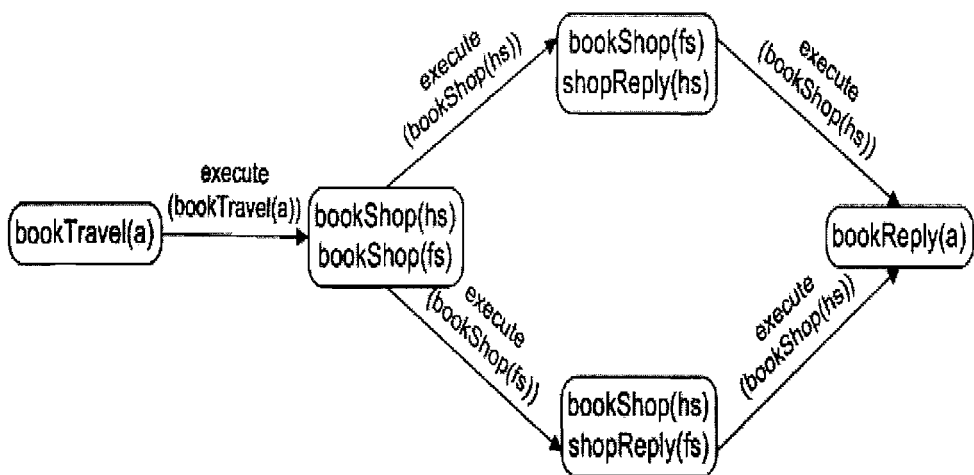 bookTravel(a)
execute
(bookTravel(a))
bookShop(hs)
bookShop(fs)
execute
(bookShop(hs))
bookShop(fs)
shopReply(hs)
execute
(bookShop(hs))
execute
(bookShop(fs))
bookShop(hs)
shopReply(fs)
execute
(bookShop(hs))
bookReply(a)